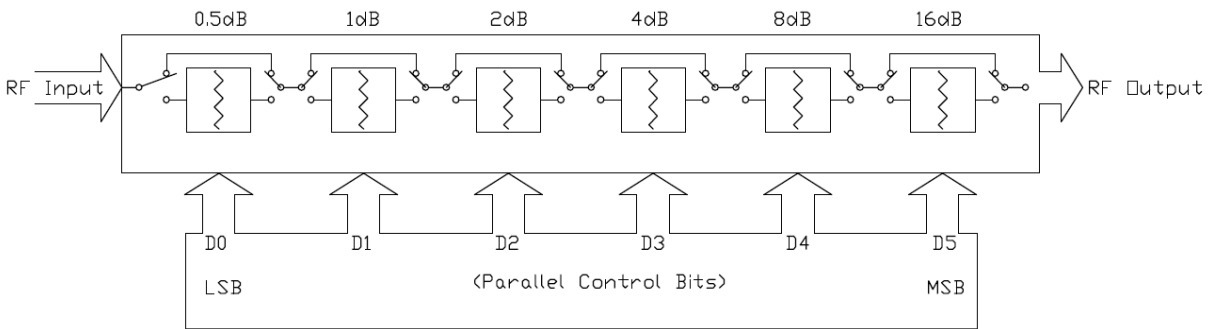 0.5dB 1dB 2dB 4dB 8dB 16dB
RF Input
RF Output
D0 D1 D2 D3 D4 D5
LSB (Parallel Control Bits) MSB